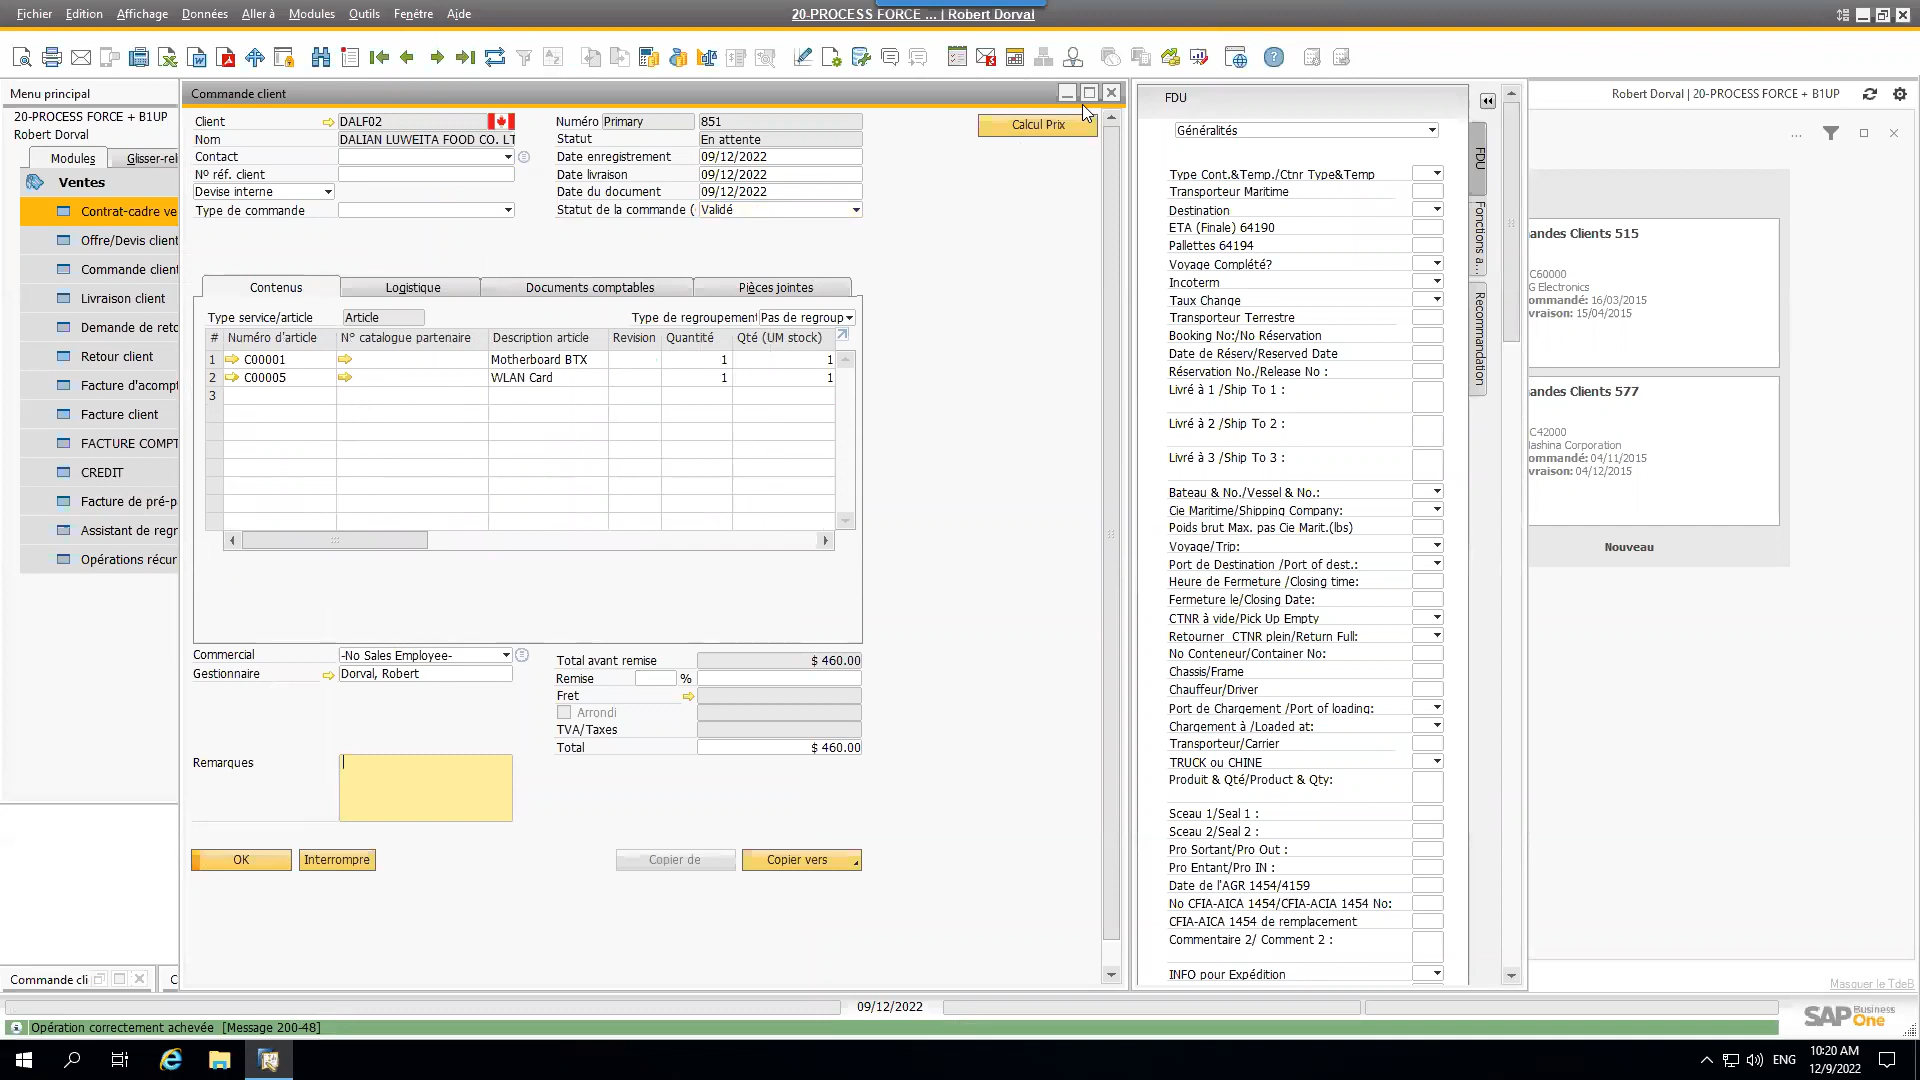 Fichier Edition Affichage Données Aller à Modules Outils Fenêtre Aide
20-PROCESS FORCE ... | Robert Dorval
Menu principal
20-PROCESS FORCE + B1UP
Robert Dorval
Modules Glisser-rel
Ventes
Contrat-cadre ve
Offre/Devis client
Commande client
Livraison client
Demande de reto
Retour client
Facture d'acompt
Facture client
FACTURE COMPT
CREDIT
Facture de pré-p
Assistant de regr
Opérations récur
Commande cli
C
Commande client
Client DALF02
Nom DALIAN LUWEITA FOOD CO. LT
Contact
N° réf. client
Devise interne
Type de commande
Numéro Primary 851
Statut En attente
Date enregistrement 09/12/2022
Date livraison 09/12/2022
Date du document 09/12/2022
Statut de la commande ( Validé
Calcul Prix
Contenus Logistique Documents comptables Pièces jointes
Type service/article Article Type de regroupement Pas de regroup
# Numéro d'article N° catalogue partenaire Description article Revision Quantité Qté (UM stock)
1 C00001 Motherboard BTX 1 1
2 C00005 WLAN Card 1 1
3
Commercial -No Sales Employee-
Gestionnaire Dorval, Robert
Total avant remise $ 460.00
Remise %
Fret
Arrondi
TVA/Taxes
Total $ 460.00
Remarques
OK Interrompre Copier de Copier vers
FDU
Généralités
Type Cont.&Temp./Ctnr Type&Temp
Transporteur Maritime
Destination
ETA (Finale) 64190
Pallettes 64194
Voyage Complété?
Incoterm
Taux Change
Transporteur Terrestre
Booking No:/No Réservation
Date de Réserv/Reserved Date
Réservation No./Release No :
Livré à 1 /Ship To 1 :
Livré à 2 /Ship To 2 :
Livré à 3 /Ship To 3 :
Bateau & No./Vessel & No.:
Cie Maritime/Shipping Company:
Poids brut Max. pas Cie Marit.(lbs)
Voyage/Trip:
Port de Destination /Port of dest.:
Heure de Fermeture /Closing time:
Fermeture le/Closing Date:
CTNR à vide/Pick Up Empty
Retourner CTNR plein/Return Full:
No Conteneur/Container No:
Chassis/Frame
Chauffeur/Driver
Port de Chargement /Port of loading:
Chargement à /Loaded at:
Transporteur/Carrier
TRUCK ou CHINE
Produit & Qté/Product & Qty:
Sceau 1/Seal 1 :
Sceau 2/Seal 2 :
Pro Sortant/Pro Out :
Pro Entant/Pro IN :
Date de l'AGR 1454/4159
No CFIA-AICA 1454/CFIA-ACIA 1454 No:
CFIA-AICA 1454 de remplacement
Commentaire 2/ Comment 2 :
INFO pour Expédition
FDU
Fonctions a...
Recommandation
Robert Dorval | 20-PROCESS FORCE + B1UP
...
andes Clients 515
C60000
G Electronics
ommandé: 16/03/2015
vraison: 15/04/2015
andes Clients 577
C42000
lashina Corporation
ommandé: 04/11/2015
vraison: 04/12/2015
Nouveau
Masquer le TdeB
09/12/2022
SAP Business One
Opération correctement achevée [Message 200-48]
ENG
10:20 AM
12/9/2022